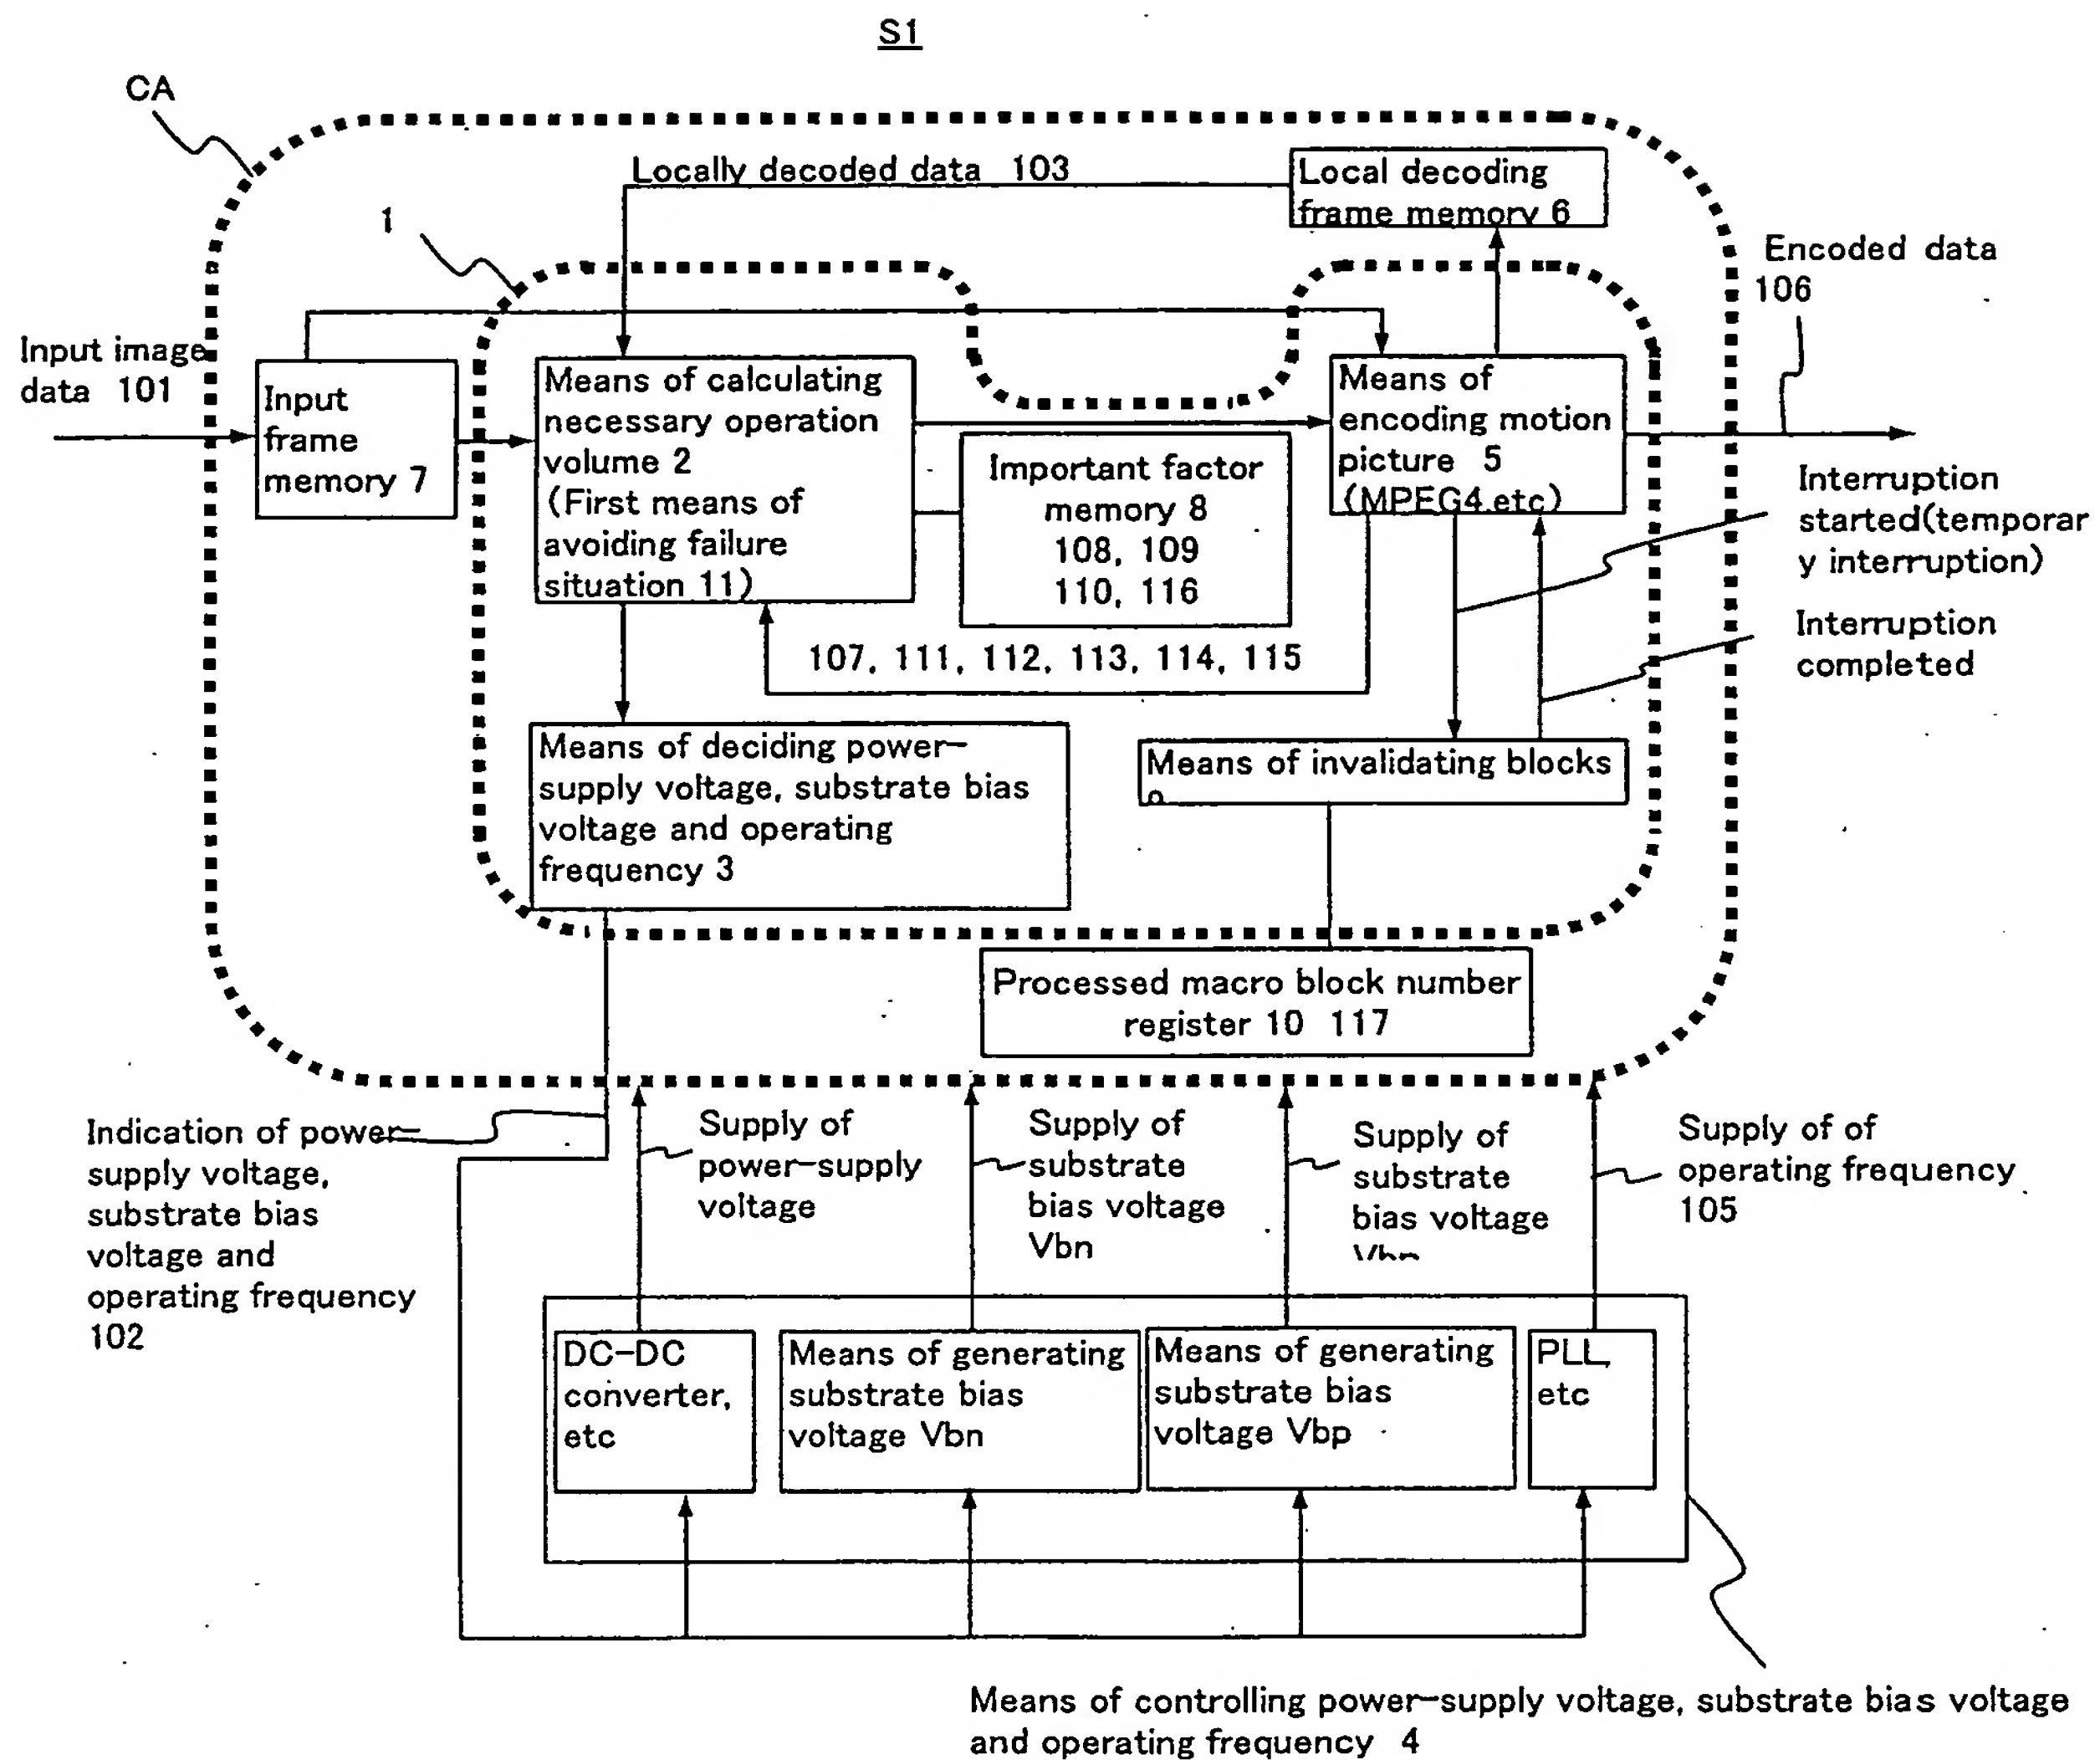 S1
CA
Locally decoded data 103
Local decoding
frame memory 6
1
Encoded data
106
Input image
data 101
Input
frame
memory 7
Means of calculating
necessary operation
volume 2
(First means of
avoiding failure
situation 11)
Important factor
memory 8
108, 109
110, 116
Means of
encoding motion
picture 5
(MPEG4.etc)
Interruption
started(temporar
y interruption)
Interruption
completed
107, 111, 112, 113, 114, 115
Means of deciding power-
supply voltage, substrate bias
voltage and operating
frequency 3
Means of invalidating blocks
Processed macro block number
register 10 117
Indication of power-
supply voltage,
substrate bias
voltage and
operating frequency
102
Supply of
power-supply
voltage
Supply of
substrate
bias voltage
Vbn
Supply of
substrate
bias voltage
Supply of of
operating frequency
105
DC-DC
converter,
etc
Means of generating
substrate bias
voltage Vbn
Means of generating
substrate bias
voltage Vbp
PLL,
etc
Means of controlling power-supply voltage, substrate bias voltage
and operating frequency 4